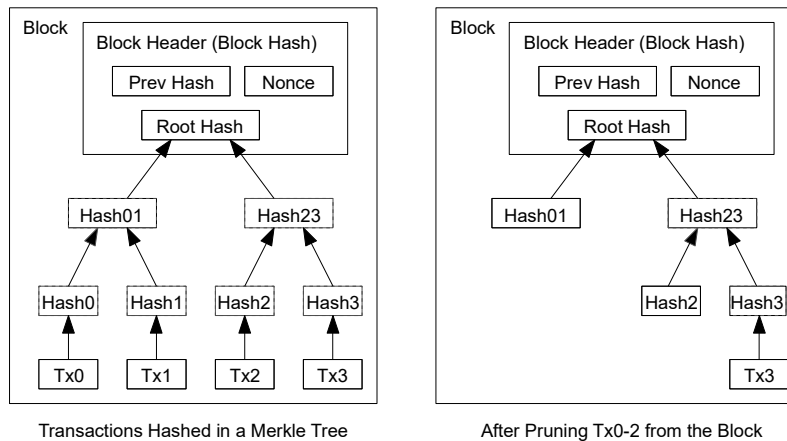 Block
Block Header (Block Hash)
Prev Hash
Nonce
Root Hash
Hash01
Hash23
Hash0
Hash1
Hash2
Hash3
Tx0
Tx1
Tx2
Tx3
Transactions Hashed in a Merkle Tree
Block
Block Header (Block Hash)
Prev Hash
Nonce
Root Hash
Hash01
Hash23
Hash2
Hash3
Tx3
After Pruning Tx0-2 from the Block